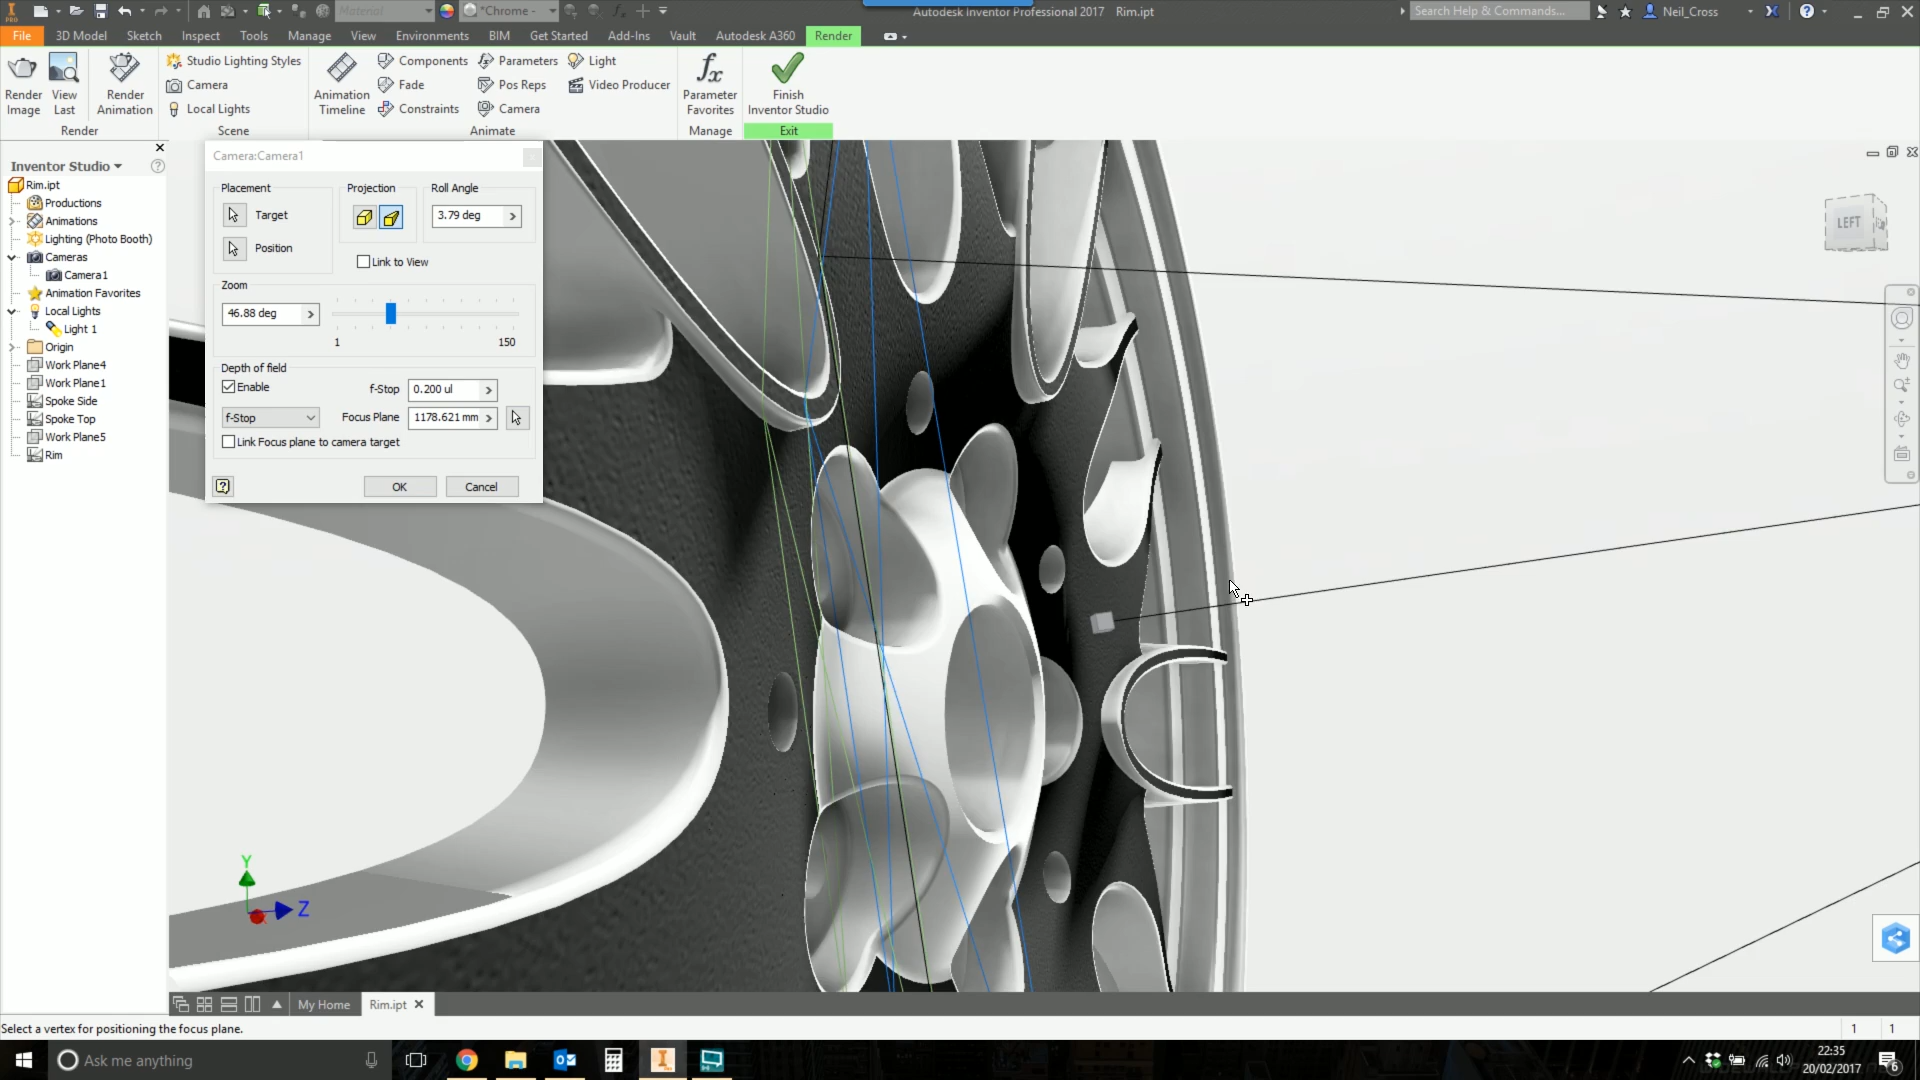 PRO
Material
*Chrome -
fx
Autodesk Inventor Professional 2017 Rim.ipt
Search Help & Commands...
Neil_Cross
File 3D Model Sketch Inspect Tools Manage View Environments BIM Get Started Add-Ins Vault Autodesk A360 Render
Render Image
View Last
Render Animation
Render
Studio Lighting Styles
Camera
Local Lights
Scene
Animation Timeline
Components
Fade
Constraints
Parameters
Pos Reps
Camera
Light
Video Producer
Animate
fx
Parameter Favorites
Manage
Finish
Inventor Studio
Exit
Inventor Studio
Rim.ipt
Productions
Animations
Lighting (Photo Booth)
Cameras
Camera1
Animation Favorites
Local Lights
Light 1
Origin
Work Plane4
Work Plane1
Spoke Side
Spoke Top
Work Plane5
Rim
Camera:Camera1
Placement
Target
Position
Projection
Link to View
Roll Angle
3.79 deg
Zoom
46.88 deg
1 150
Depth of field
Enable
f-Stop 0.200 ul
f-Stop
Focus Plane 1178.621 mm
Link Focus plane to camera target
OK Cancel
LEFT
Y
Z
My Home Rim.ipt
Select a vertex for positioning the focus plane.
1 1
Ask me anything
22:35
20/02/2017
6